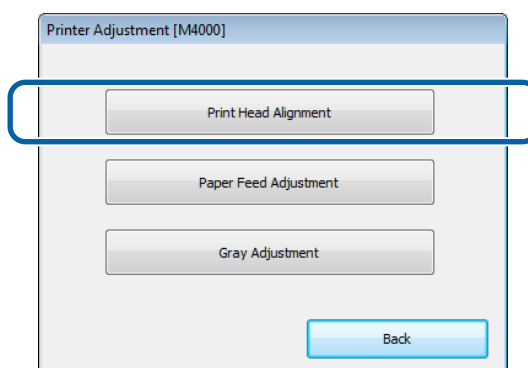 Printer Adjustment [M4000]
Print Head Alignment
Paper Feed Adjustment
Gray Adjustment
Back